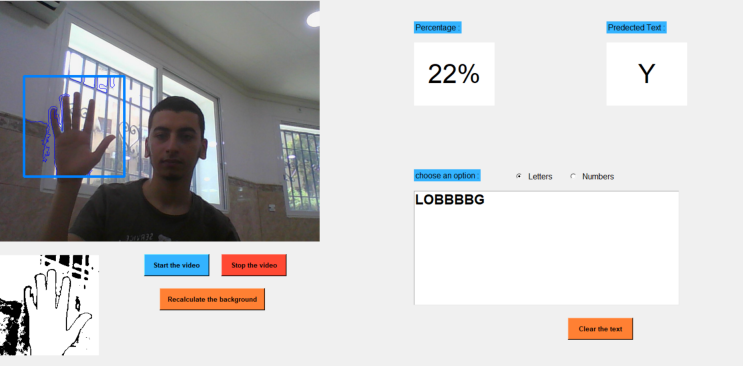 Percentage :
Predected Text :
22%
Y
choose an option :
Letters
Numbers
LOBBBBG
Start the video
Stop the video
Recalculate the background
Clear the text